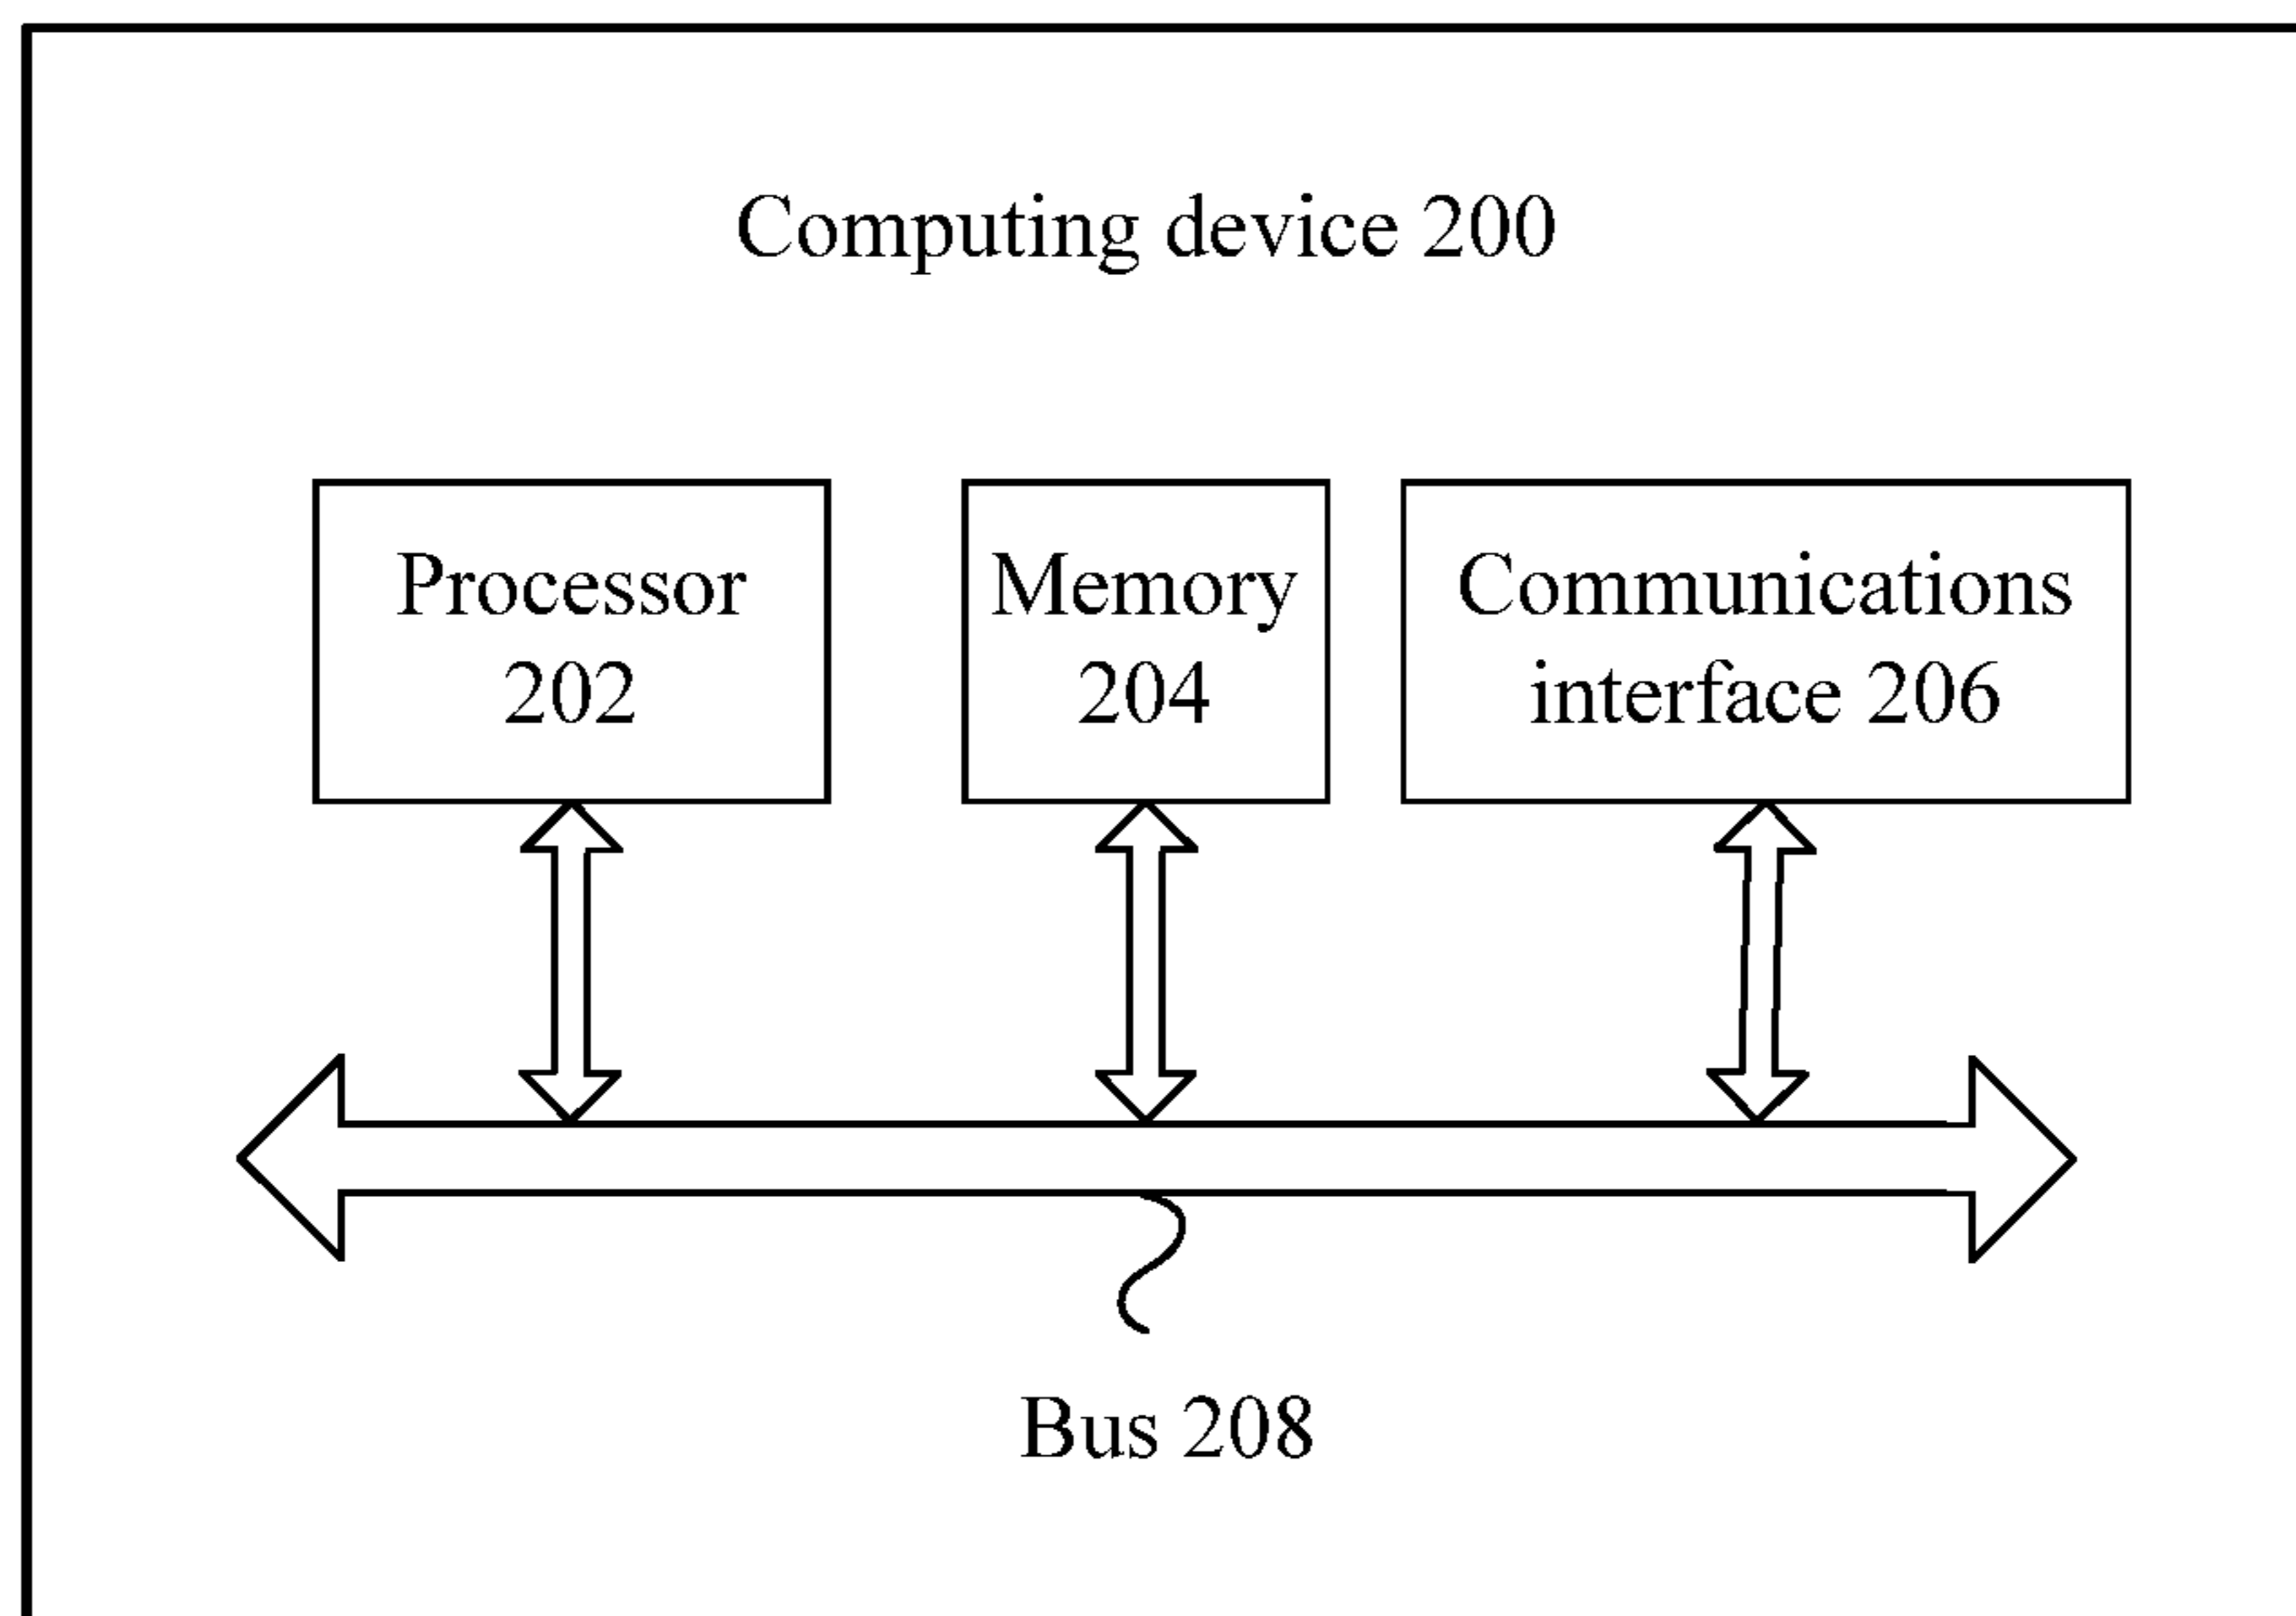 Computing device 200
Processor
202
Memory
204
Communications
interface 206
Bus 208